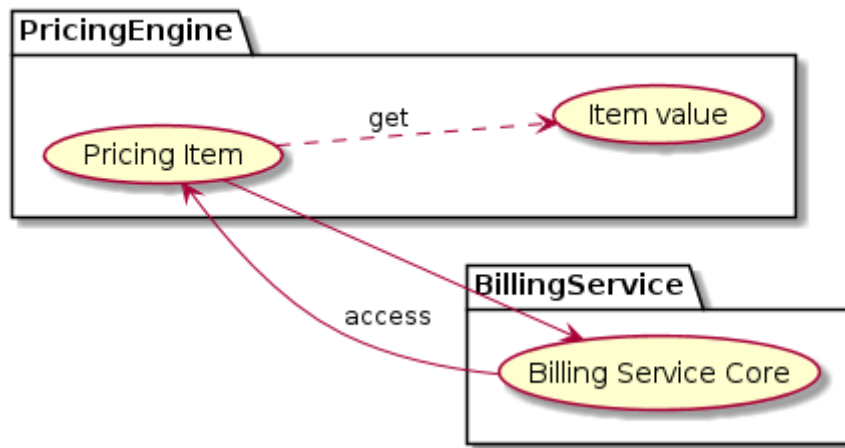 PricingEngine
Item value
get
Pricing Item
BillingService
access
Billing Service Core